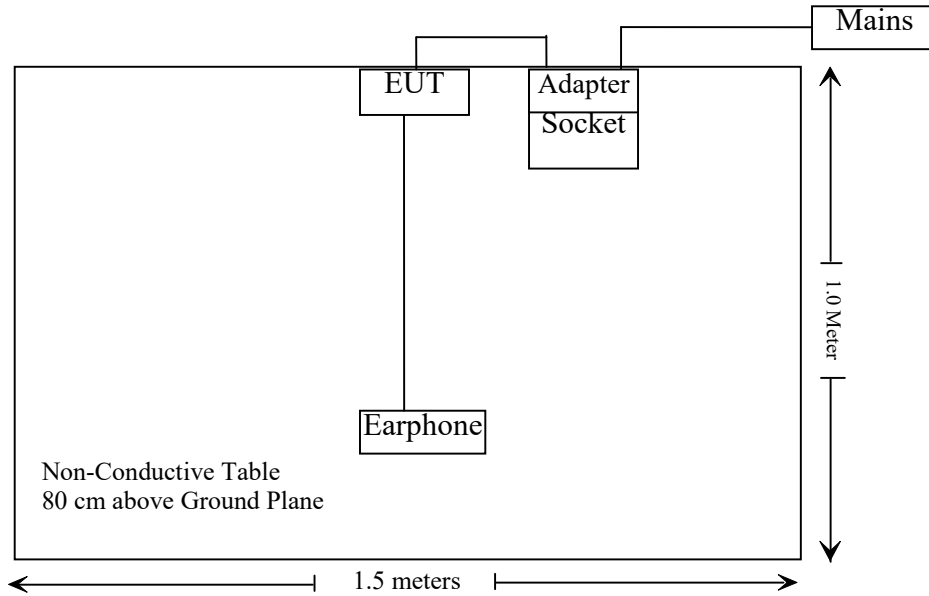 Mains
EUT
Adapter
Socket
1.0 Meter
Earphone
Non-Conductive Table
80 cm above Ground Plane
1.5 meters